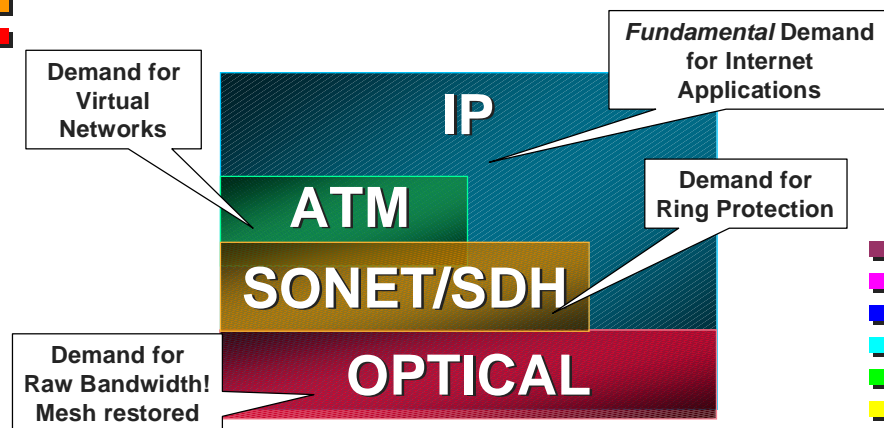 Fundamental Demand
for Internet
Applications
Demand for
Virtual
Networks
IP
Demand for
Ring Protection
ATM
SONET/SDH
Demand for
Raw Bandwidth!
Mesh restored
OPTICAL